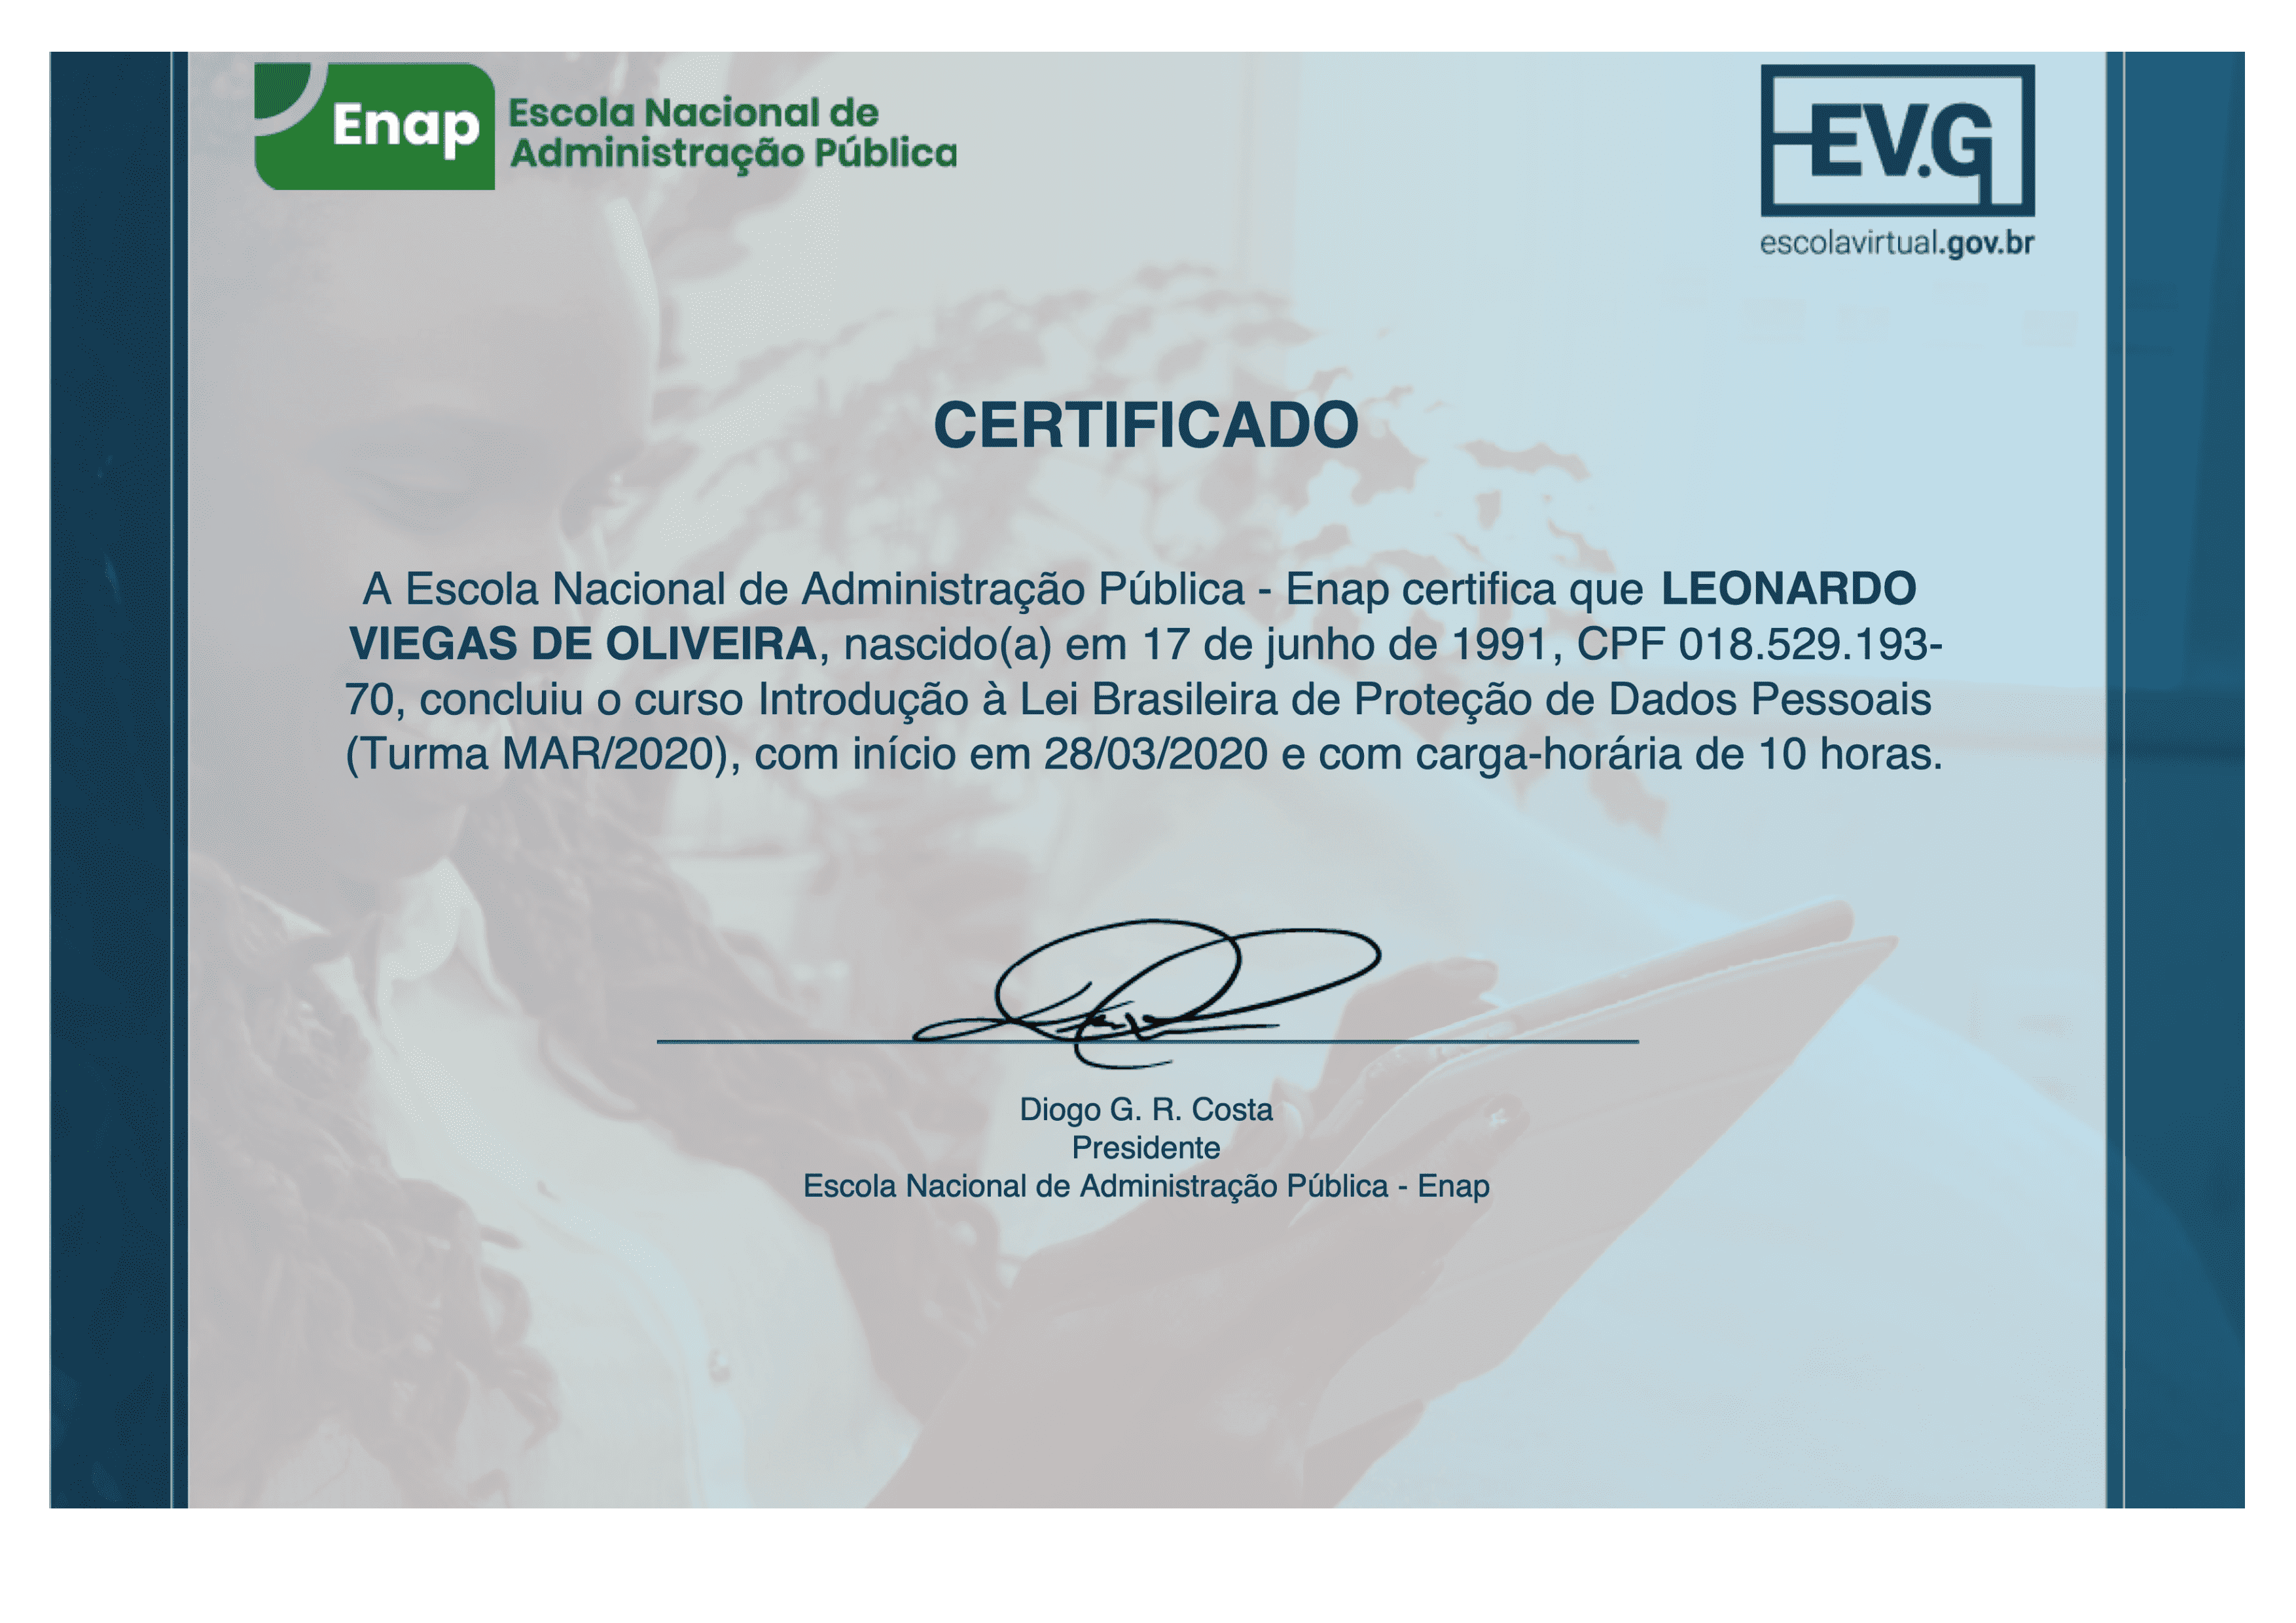 Enap
Escola Nacional de
Administração Pública
EV.G
escolavirtual.gov.br
CERTIFICADO
A Escola Nacional de Administração Pública - Enap certifica que LEONARDO
VIEGAS DE OLIVEIRA, nascido(a) em 17 de junho de 1991, CPF 018.529.193-
70, concluiu o curso Introdução à Lei Brasileira de Proteção de Dados Pessoais
(Turma MAR/2020), com início em 28/03/2020 e com carga-horária de 10 horas.
Diogo G. R. Costa
Presidente
Escola Nacional de Administração Pública - Enap